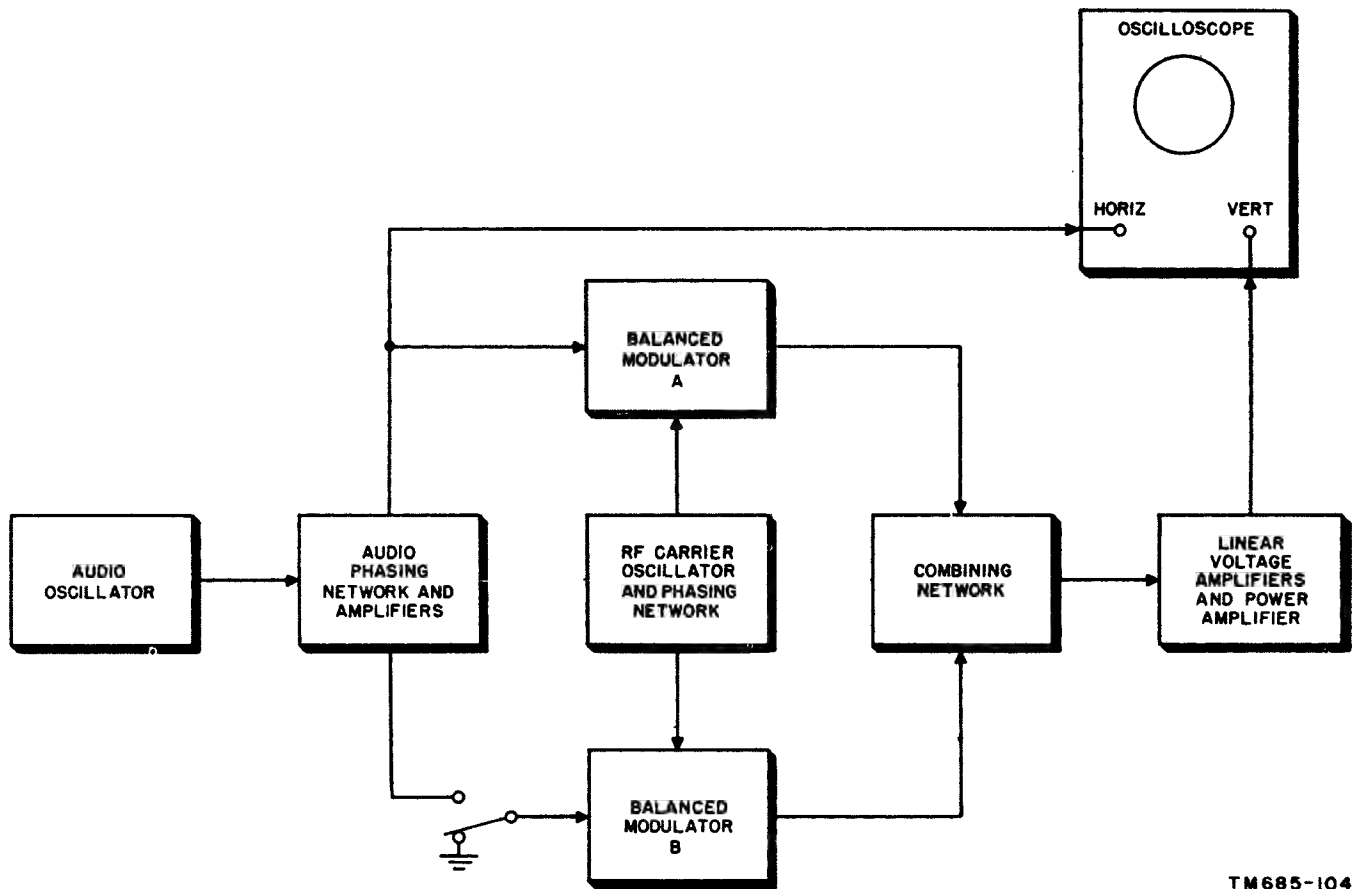 OSCILLOSCOPE
HORIZ
VERT
BALANCED
MODULATOR
A
AUDIO
OSCILLATOR
AUDIO
PHASING
NETWORK AND
AMPLIFIERS
RF CARRIER
OSCILLATOR
AND PHASING
NETWORK
COMBINING
NETWORK
LINEAR
VOLTAGE
AMPLIFIERS
AND POWER
AMPLIFIER
BALANCED
MODULATOR
B
TM685-104